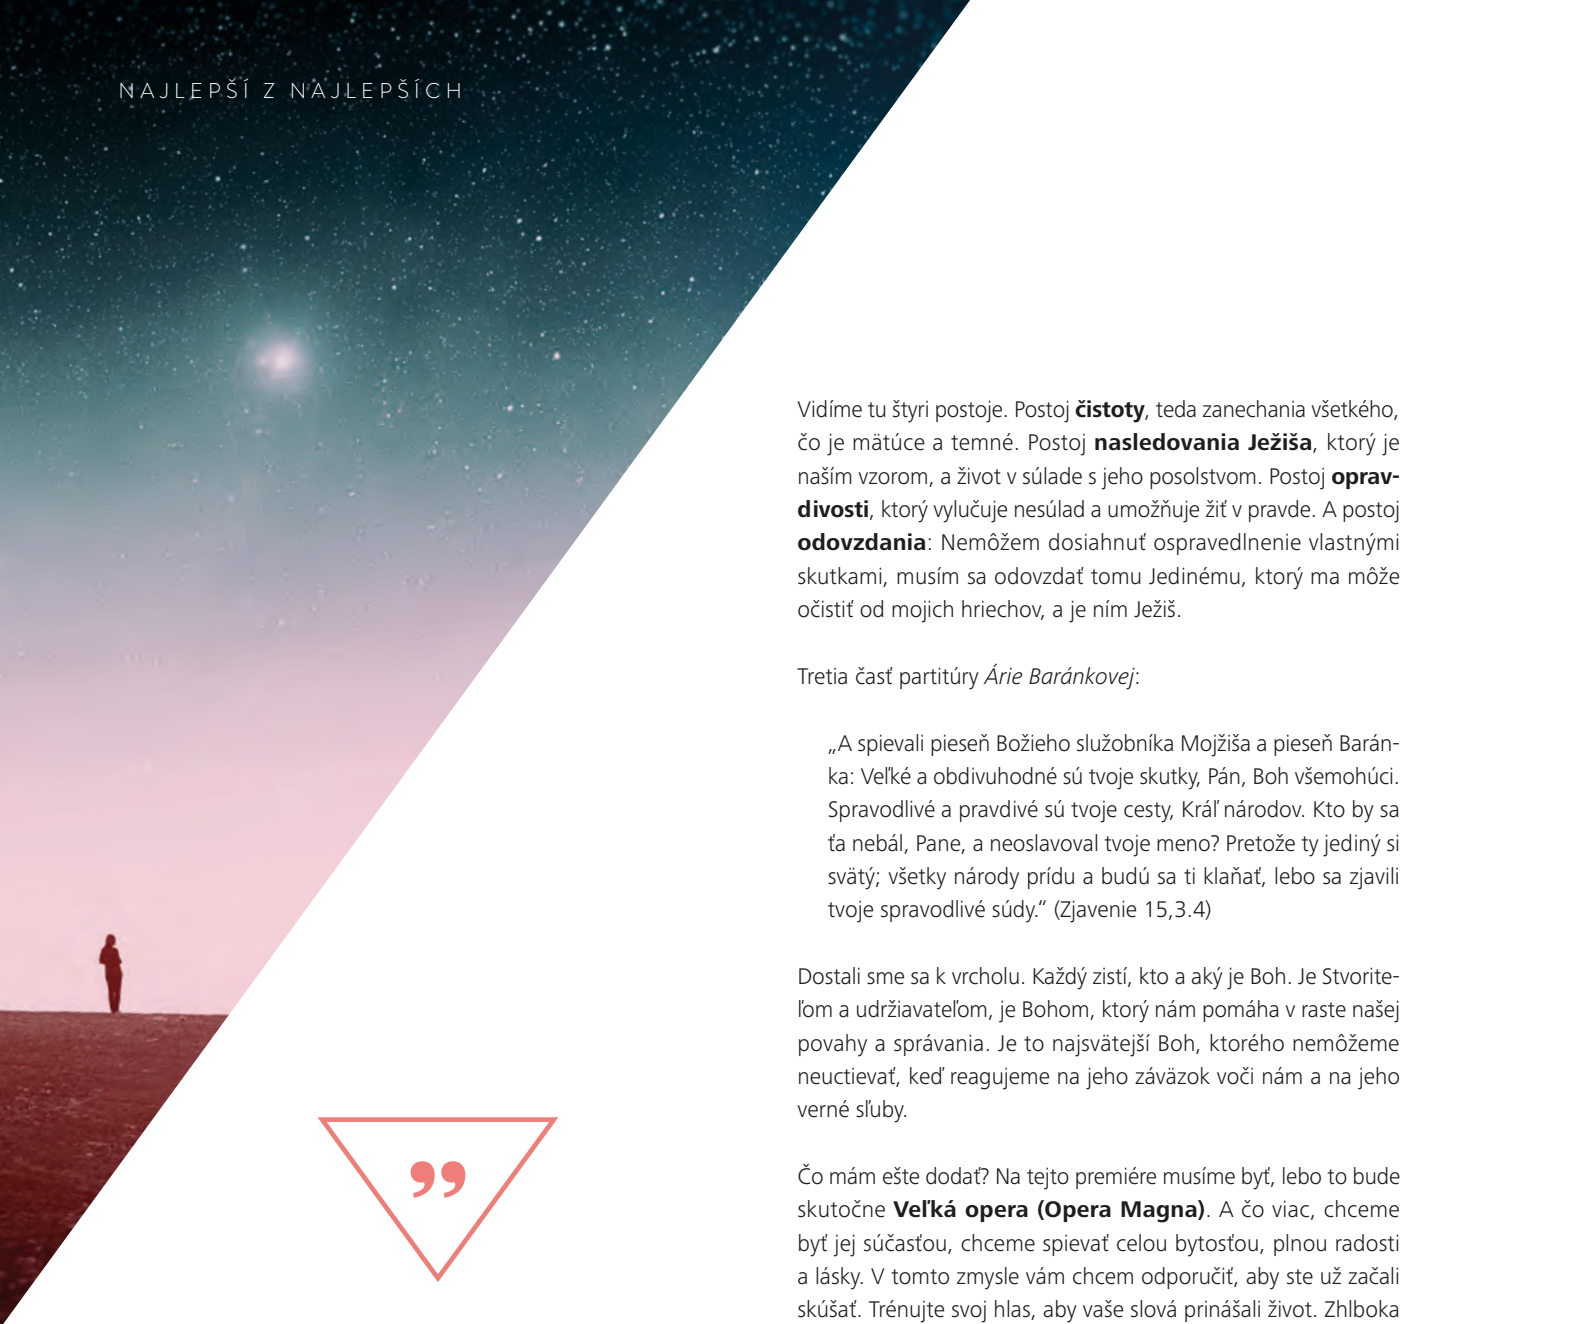 NAJLEPŠÍ Z NAJLEPŠÍCH
Vidíme tu štyri postoje. Postoj čistoty, teda zanechania všetkého,
čo je mätúce a temné. Postoj nasledovania Ježiša, ktorý je
naším vzorom, a život v súlade s jeho posolstvom. Postoj oprav-
divosti, ktorý vylučuje nesúlad a umožňuje žiť v pravde. A postoj
odovzdania: Nemôžem dosiahnuť ospravedlnenie vlastnými
skutkami, musím sa odovzdať tomu Jedinému, ktorý ma môže
očistiť od mojich hriechov, a je ním Ježiš.
Tretia časť partitúry Árie Baránkovej:
„A spievali pieseň Božieho služobníka Mojžiša a pieseň Barán-
ka: Veľké a obdivuhodné sú tvoje skutky, Pán, Boh všemohúci.
Spravodlivé a pravdivé sú tvoje cesty, Kráľ národov. Kto by sa
ťa nebál, Pane, a neoslavoval tvoje meno? Pretože ty jediný si
svätý; všetky národy prídu a budú sa ti klaňať, lebo sa zjavili
tvoje spravodlivé súdy.“ (Zjavenie 15,3.4)
Dostali sme sa k vrcholu. Každý zistí, kto a aký je Boh. Je Stvorite-
ľom a udržiavateľom, je Bohom, ktorý nám pomáha v raste našej
povahy a správania. Je to najsvätejší Boh, ktorého nemôžeme
neuctievať, keď reagujeme na jeho záväzok voči nám a na jeho
verné sľuby.
Čo mám ešte dodať? Na tejto premiére musíme byť, lebo to bude
skutočne Veľká opera (Opera Magna). A čo viac, chceme
byť jej súčasťou, chceme spievať celou bytosťou, plnou radosti
a lásky. V tomto zmysle vám chcem odporučiť, aby ste už začali
skúšať. Trénujte svoj hlas, aby vaše slová prinášali život. Zhlboka
”